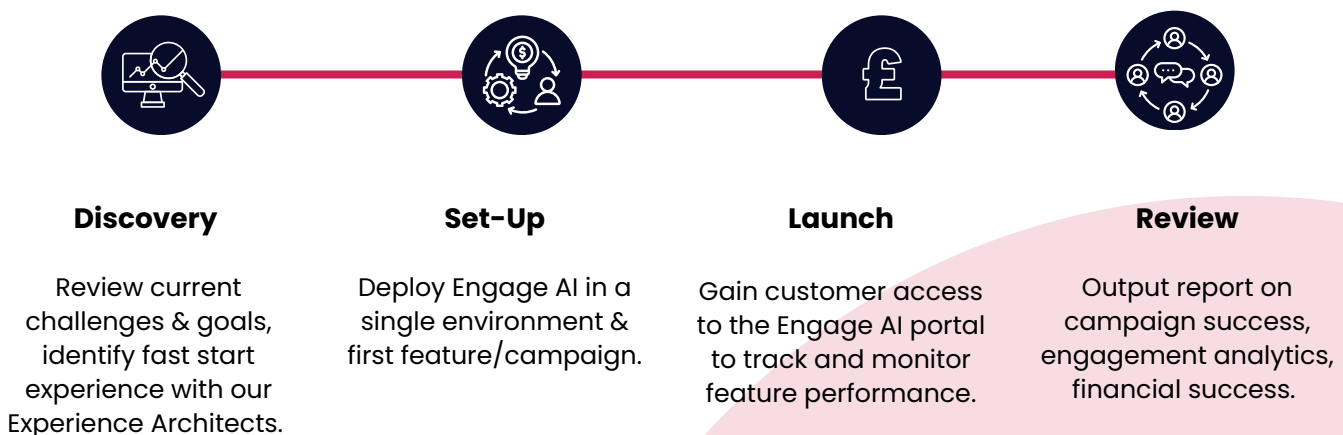 Discovery
Review current
challenges & goals,
identify fast start
experience with our
Experience Architects.
Set-Up
Deploy Engage AI in a
single environment &
first feature/campaign.
Launch
Gain customer access
to the Engage AI portal
to track and monitor
feature performance.
Review
Output report on
campaign success,
engagement analytics,
financial success.